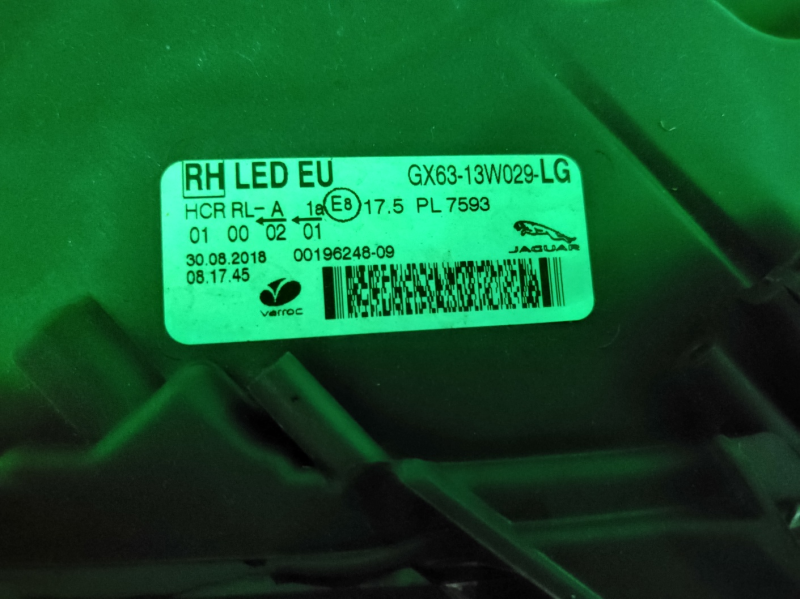 RH LED EU GX63-13W029-LG
HCR RL- A 1a E8 17.5 PL 7593
01 00 02 01
JAGUAR
30.08.2018 00196248-09
08.17.45
varroc